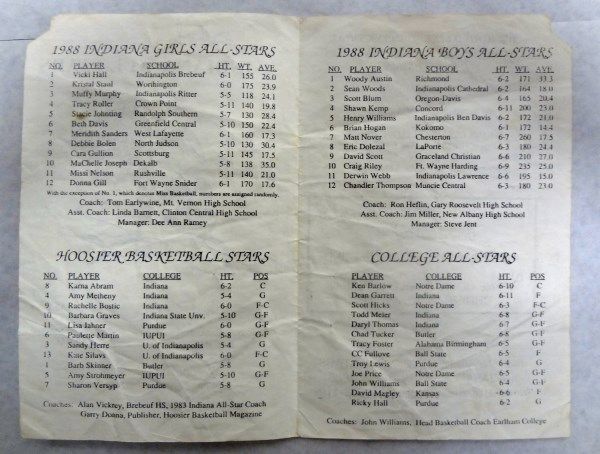 1988 INDIANA GIRLS ALL-STARS
NO. PLAYER SCHOOL HT. WT. AVE.
1 Vicki Hall Indianapolis Brebeuf 6-1 155 26.0
2 Kristal Staul Worthington 6-0 175 23.9
3 Muffy Murphy Indianapolis Ritter 5-5 118 24.1
4 Tracy Roller Crown Point 5-11 140 19.8
5 Stacie Johnting Randolph Southern 5-7 130 28.4
6 Beth Davis Greenfield Central 5-10 150 22.4
7 Meridith Sanders West Lafayette 6-1 160 17.3
8 Debbie Bolen North Judson 5-10 130 30.4
9 Cara Gullion Scottsburg 5-11 145 17.5
10 MaChelle Joseph Dekalb 5-8 138 35.0
11 Missi Nelson Rushville 5-11 140 21.0
12 Donna Gill Fort Wayne Snider 6-1 170 17.6
With the exception of No. 1, which denotes Miss Basketball, numbers are assigned randomly.
Coach: Tom Eartywine, Mt. Vernon High School
Asst. Coach: Linda Barnett, Clinton Central High School
Manager: Dee Ann Ramey
HOOSIER BASKETBALL STARS
NO. PLAYER COLLEGE HT. POS
8 Karna Abram Indiana 6-2 C
4 Amy Metheny Indiana 5-4 G
9 Rachelle Bostic Indiana 6-0 F-C
10 Barbara Graves Indiana State Unv. 5-10 G-F
11 Lisa Jahner Purdue 6-0 G-F
6 Paulette Martin IUPUI 5-8 G-F
3 Sandy Herre U. of Indianapolis 5-4 G
13 Kate Silavs U. of Indianapolis 6-0 F-C
1 Barb Skinner Butler 5-8 G
5 Amy Strohmeyer IUPUI 5-10 G-F
7 Sharon Versyp Purdue 5-8 G
Coaches: Alan Vickrey, Brebeuf HS, 1983 Indiana All-Star Coach
Garry Donna, Publisher, Hoosier Basketball Magazine
1988 INDIANA BOYS ALL-STARS
NO. PLAYER SCHOOL HT. WT. AVE.
1 Woody Austin Richmond 6-2 171 33.3
2 Sean Woods Indianapolis Cathedral 6-2 164 18.0
3 Scott Blum Oregon-Davis 6-4 165 20.4
4 Shawn Kemp Concord 6-11 200 23.0
5 Henry Williams Indianapolis Ben Davis 6-2 172 21.0
6 Brian Hogan Kokomo 6-1 172 14.4
7 Matt Nover Chesterton 6-7 260 17.5
8 Eric Dolezal LaPorte 6-3 180 24.4
9 David Scott Graceland Christian 6-6 210 37.0
10 Craig Riley Ft. Wayne Harding 6-9 235 25.0
11 Derwin Webb Indianapolis Lawrence 6-6 195 15.0
12 Chandler Thompson Muncie Central 6-3 180 23.0
Coach: Ron Heflin, Gary Roosevelt High School
Asst. Coach: Jim Miller, New Albany High School
Manager: Steve Jent
COLLEGE ALL-STARS
PLAYER COLLEGE HT. POS
Ken Barlow Notre Dame 6-10 C
Dean Garrett Indiana 6-11 F
Scott Hicks Notre Dame 6-3 F-C
Todd Meier Indiana 6-8 G-F
Daryl Thomas Indiana 6-7 G-F
Chad Tucker Butler 6-8 G-F
Tracy Foster Alabama Birmingham 6-5 G
CC Fullove Ball State 6-5 F
Troy Lewis Purdue 6-4 G
Joe Price Notre Dame 6-5 G-F
John Williams Ball State 6-4 G-F
David Magley Kansas 6-6 F
Ricky Hall Purdue 6-2 G
Coaches: John Williams, Head Basketball Coach Earlham College